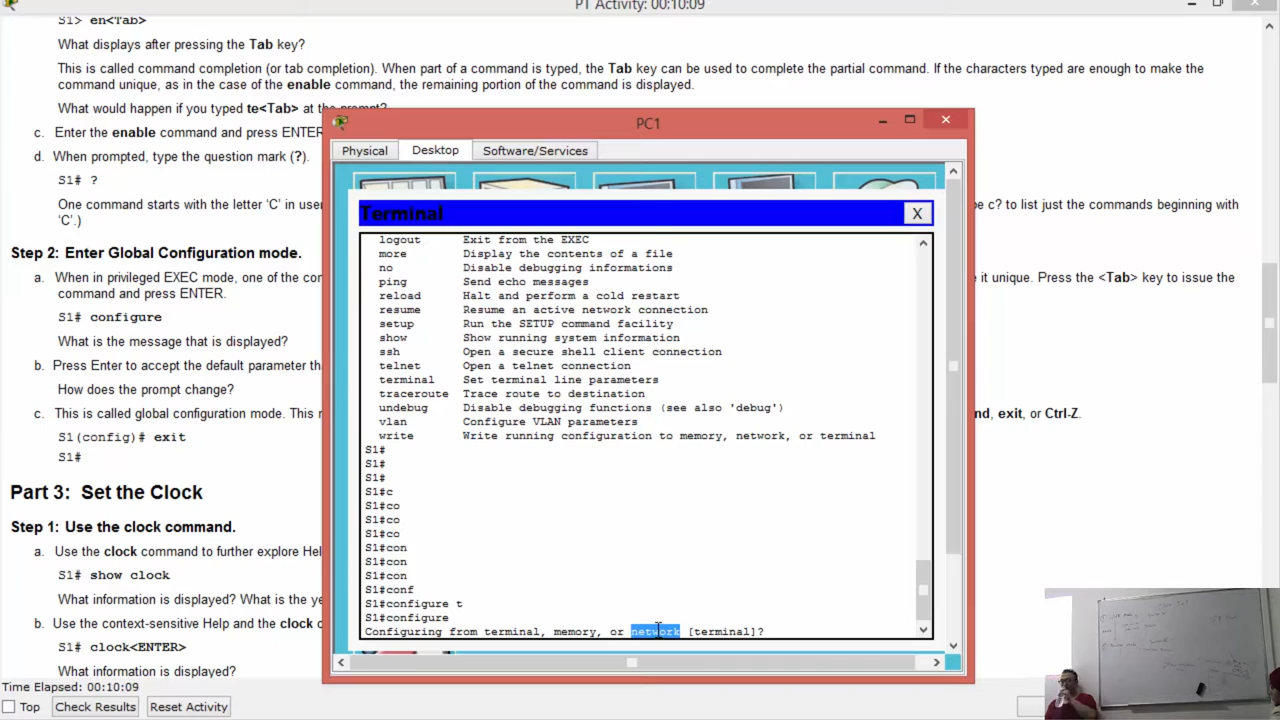 PT Activity: 00:10:09
S1> en<Tab>
What displays after pressing the Tab key?
This is called command completion (or tab completion). When part of a command is typed, the Tab key can be used to complete the partial command. If the characters typed are enough to make the
command unique, as in the case of the enable command, the remaining portion of the command is displayed.
What would happen if you typed te<Tab> at the prompt?
c. Enter the enable command and press ENTER
d. When prompted, type the question mark (?).
S1# ?
One command starts with the letter 'C' in user
be c? to list just the commands beginning with
'C'.)
Step 2: Enter Global Configuration mode.
a. When in privileged EXEC mode, one of the
it unique. Press the <Tab> key to issue the
command and press ENTER.
S1# configure
What is the message that is displayed?
b. Press Enter to accept the default parameter
How does the prompt change?
c. This is called global configuration mode. This
exit, or Ctrl-Z.
S1(config)# exit
S1#
Part 3: Set the Clock
Step 1: Use the clock command.
a. Use the clock command to further explore
S1# show clock
What information is displayed? What is the
b. Use the context-sensitive Help and the clock
S1# clock<ENTER>
What information is displayed?
Time Elapsed: 00:10:09
Top Check Results Reset Activity
PC1
Physical Desktop Software/Services
Terminal X
logout Exit from the EXEC
more Display the contents of a file
no Disable debugging informations
ping Send echo messages
reload Halt and perform a cold restart
resume Resume an active network connection
setup Run the SETUP command facility
show Show running system information
ssh Open a secure shell client connection
telnet Open a telnet connection
terminal Set terminal line parameters
traceroute Trace route to destination
undebug Disable debugging functions (see also 'debug')
vlan Configure VLAN parameters
write Write running configuration to memory, network, or terminal
S1#
S1#
S1#
S1#c
S1#co
S1#co
S1#co
S1#con
S1#con
S1#con
S1#conf
S1#configure t
S1#configure
Configuring from terminal, memory, or network [terminal]?